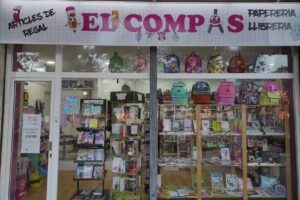 ARTICLES DE
REGAL
EL COMPAS
PAPERERIA
LLIBRERIA